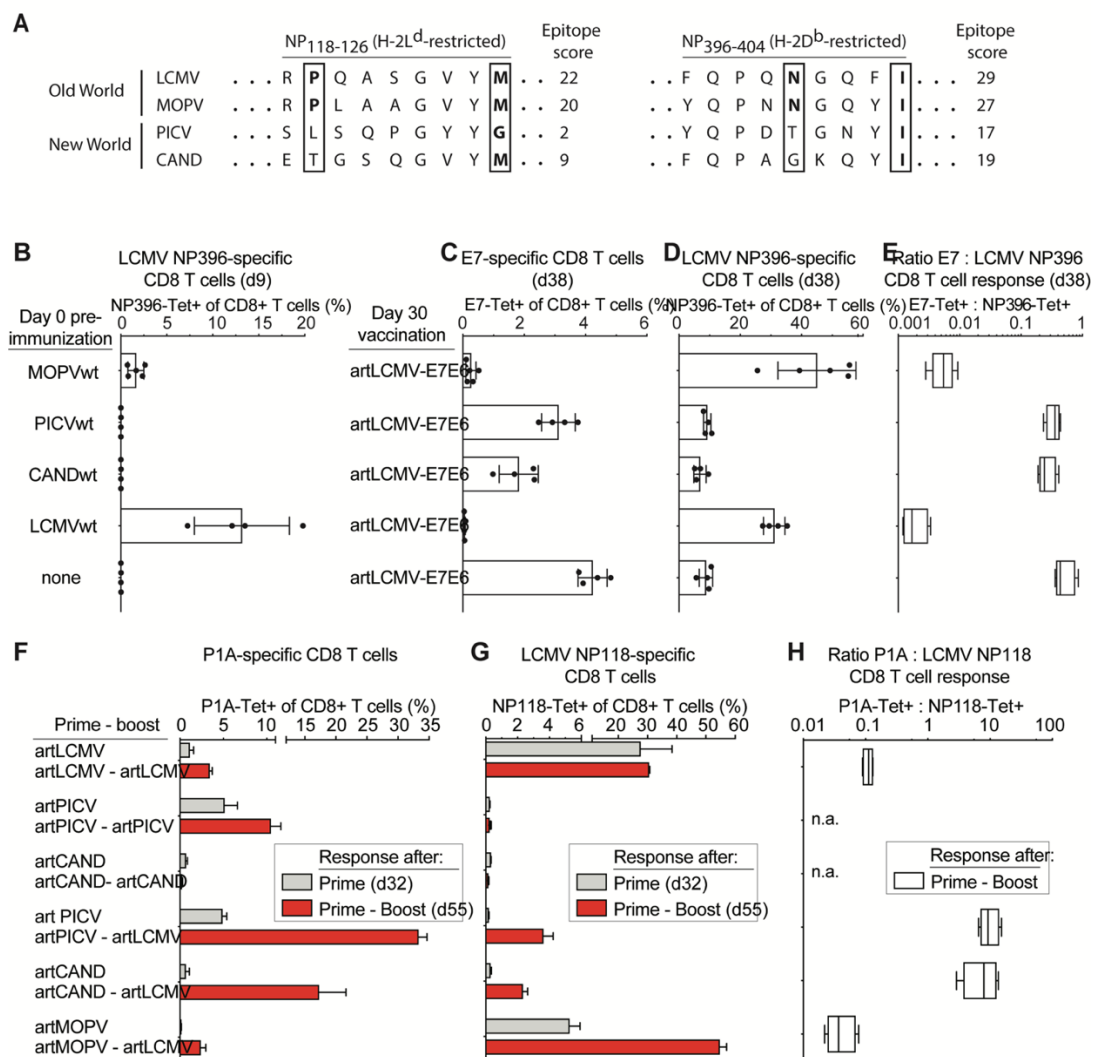 A
NP118-126 (H-2Ld-restricted) Epitope score NP396-404 (H-2Db-restricted) Epitope score
Old World LCMV . . . R P Q A S G V Y M . . 22 F Q P Q N G Q F I . . . 29
MOPV . . . R P L A A G V Y M . . 20 . . . Y Q P N N G Q Y I . . . 27
New World PICV . . . S L S Q P G Y Y G . . 2 . . . Y Q P D T G N Y I . . . 17
CAND . . . E T G S Q G V Y M . . 9 . . . F Q P A G K Q Y I . . . 19
B LCMV NP396-specific CD8 T cells (d9)
NP396-Tet+ of CD8+ T cells (%)
0 5 10 15 20
Day 0 pre-immunization
MOPVwt
PICVwt
CANDwt
LCMVwt
none
C E7-specific CD8 T cells (d38)
E7-Tet+ of CD8+ T cells (%)
0 2 4 6
Day 30 vaccination
artLCMV-E7E6
artLCMV-E7E6
artLCMV-E7E6
artLCMV-E7E6
artLCMV-E7E6
D LCMV NP396-specific CD8 T cells (d38)
NP396-Tet+ of CD8+ T cells (%)
0 20 40 60
E Ratio E7 : LCMV NP396 CD8 T cell response (d38)
E7-Tet+ : NP396-Tet+
0.001 0.01 0.1 1
F P1A-specific CD8 T cells
P1A-Tet+ of CD8+ T cells (%)
0 5 10 15 20 25 30 35
Prime - boost
artLCMV
artLCMV - artLCMV
artPICV
artPICV - artPICV
artCAND
artCAND- artCAND
art PICV
artPICV - artLCMV
artCAND
artCAND - artLCMV
artMOPV
artMOPV - artLCMV
Response after:
Prime (d32)
Prime - Boost (d55)
G LCMV NP118-specific CD8 T cells
NP118-Tet+ of CD8+ T cells (%)
0 1 2 3 4 5 6 10 20 30 40 50 60
Response after:
Prime (d32)
Prime - Boost (d55)
H Ratio P1A : LCMV NP118 CD8 T cell response
P1A-Tet+ : NP118-Tet+
0.01 0.1 1 10 100
n.a.
n.a.
Response after:
Prime - Boost